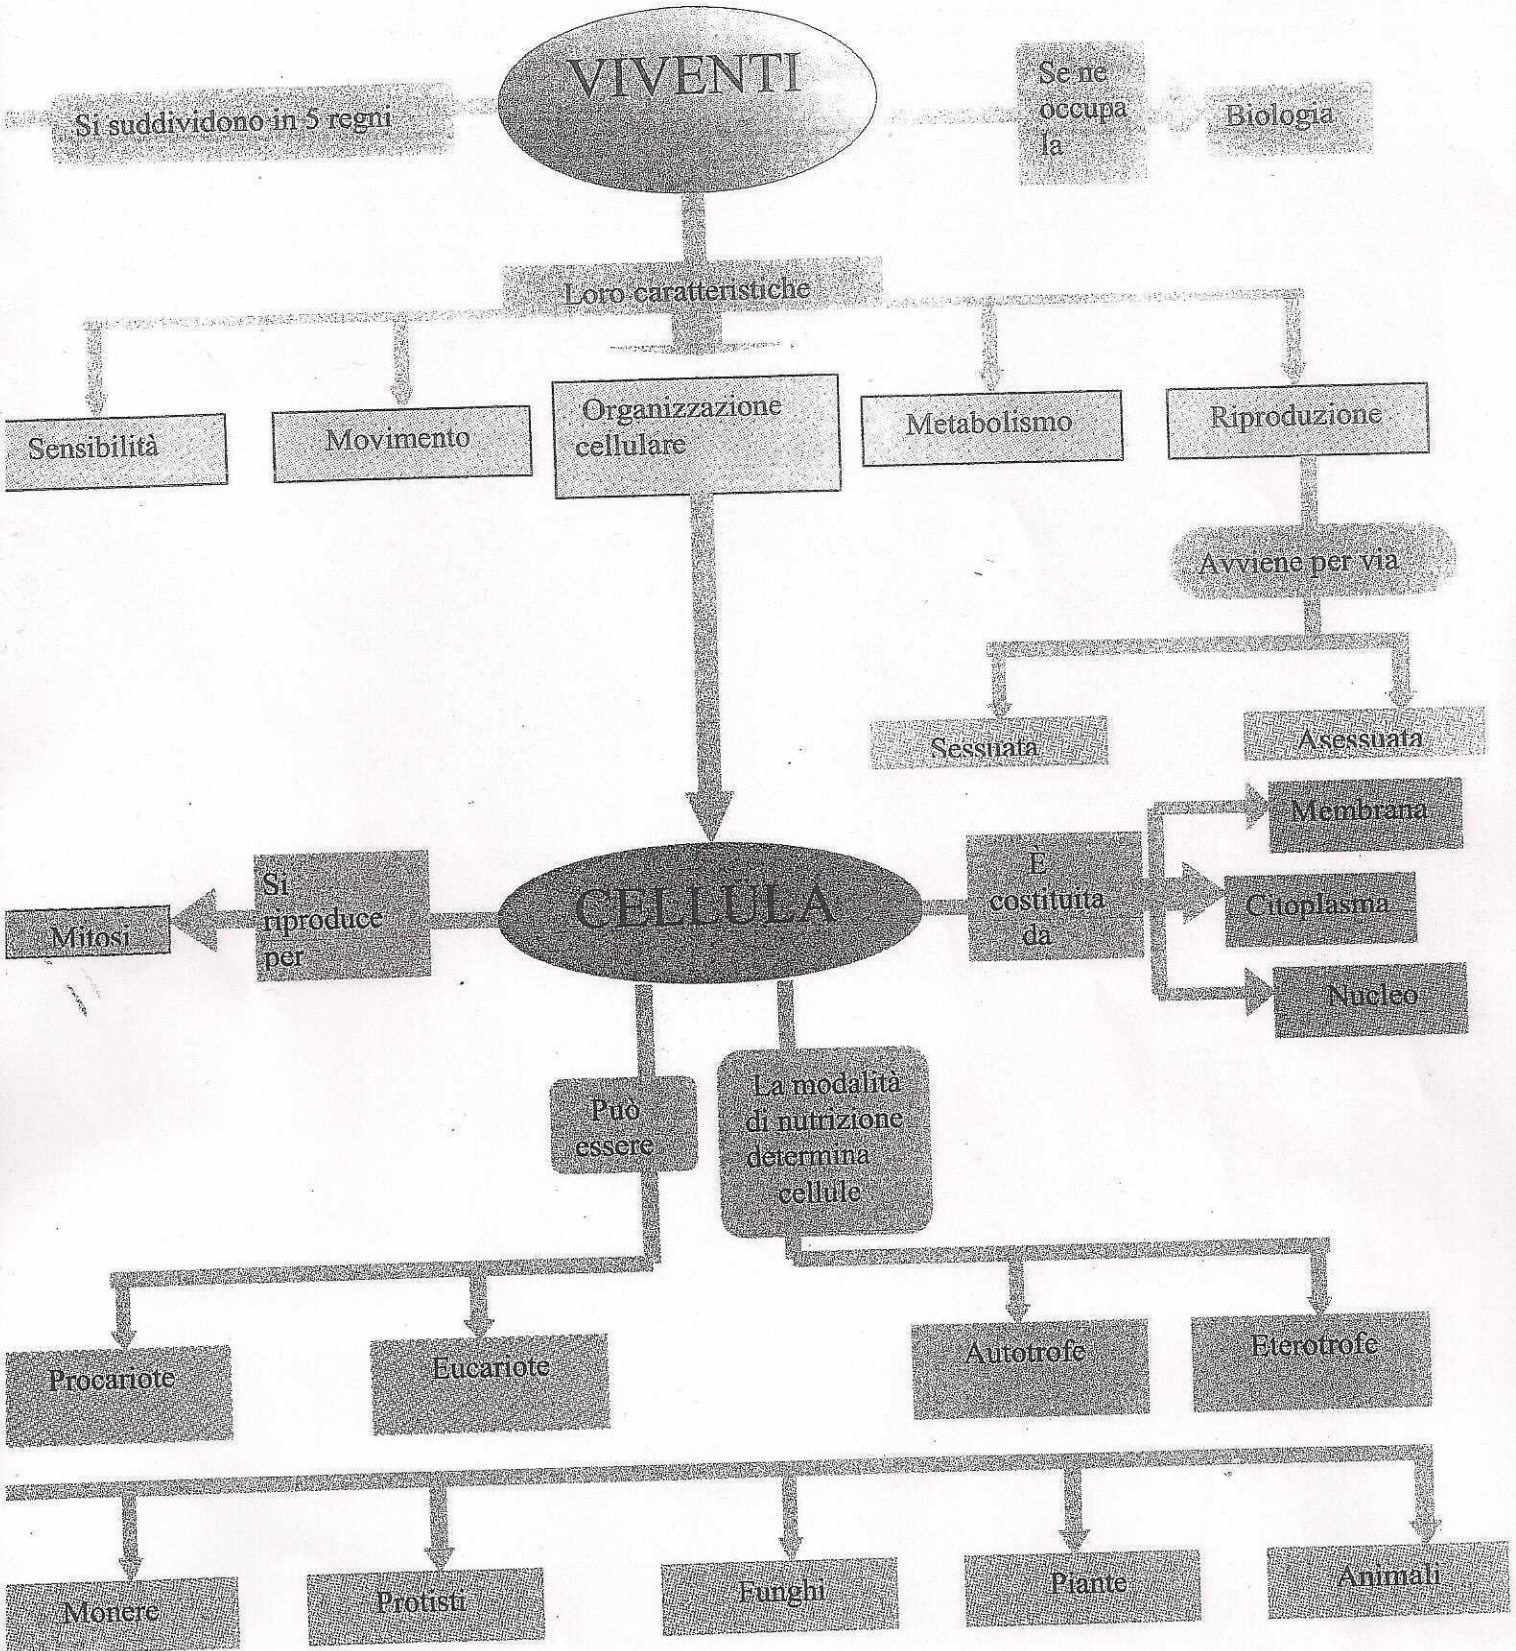 VIVENTI
Si suddividono in 5 regni
Se ne
occupa
la
Biologia
Loro caratteristiche
Sensibilità
Movimento
Organizzazione
cellulare
Metabolismo
Riproduzione
Avviene per via
Sessuata
Asessuata
CELLULA
Si
riproduce
per
Mitosi
È
costituita
da
Membrana
Citoplasma
Nucleo
Può
essere
La modalità
di nutrizione
determina
cellule
Procariote
Eucariote
Autotrofe
Eterotrofe
Monere
Protisti
Funghi
Piante
Animali